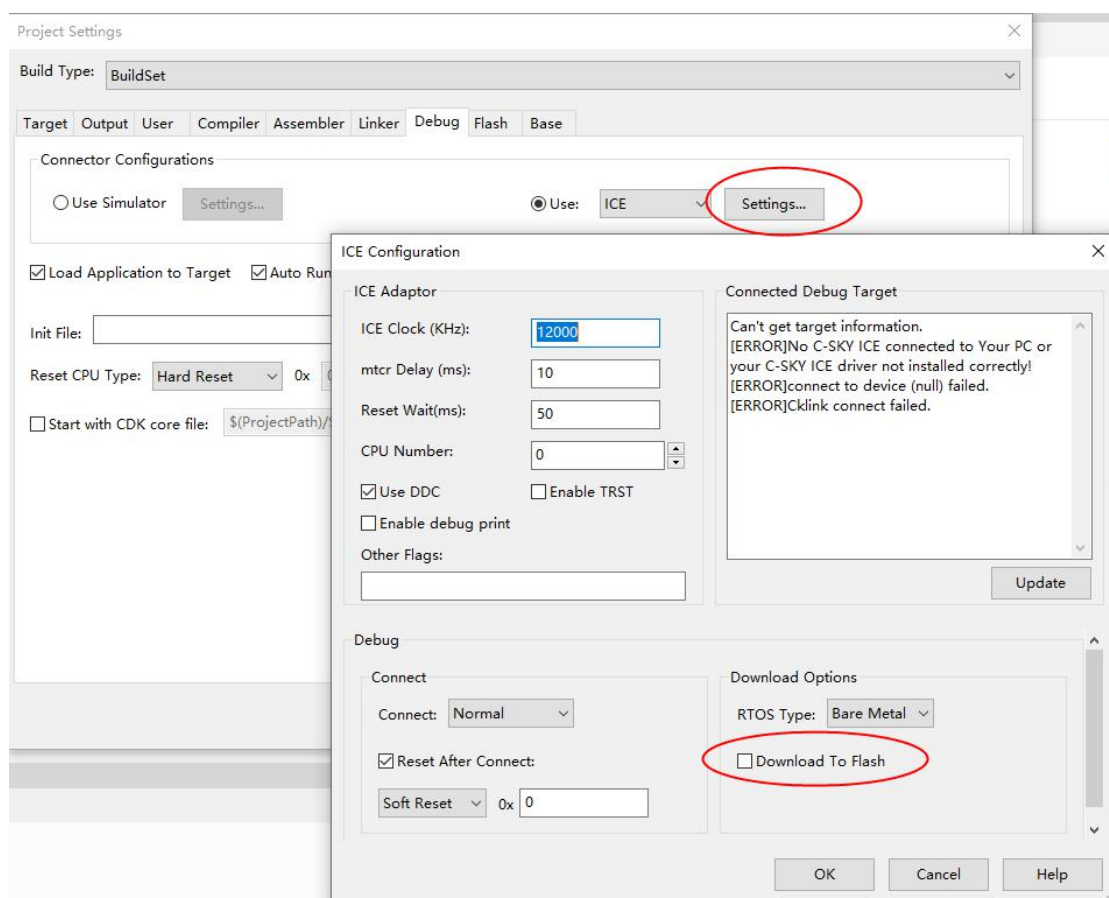 Project Settings
Build Type: BuildSet
Target Output User Compiler Assembler Linker Debug Flash Base
Connector Configurations
Use Simulator Settings... Use: ICE Settings...
Load Application to Target Auto Run
Init File:
Reset CPU Type: Hard Reset 0x
Start with CDK core file: $(ProjectPath)/
ICE Configuration
ICE Adaptor
ICE Clock (KHz): 12000
mtcr Delay (ms): 10
Reset Wait(ms): 50
CPU Number: 0
Use DDC Enable TRST
Enable debug print
Other Flags:
Connected Debug Target
Can't get target information.
[ERROR]No C-SKY ICE connected to Your PC or
your C-SKY ICE driver not installed correctly!
[ERROR]connect to device (null) failed.
[ERROR]Cklink connect failed.
Update
Debug
Connect
Connect: Normal
Reset After Connect:
Soft Reset 0x 0
Download Options
RTOS Type: Bare Metal
Download To Flash
OK Cancel Help